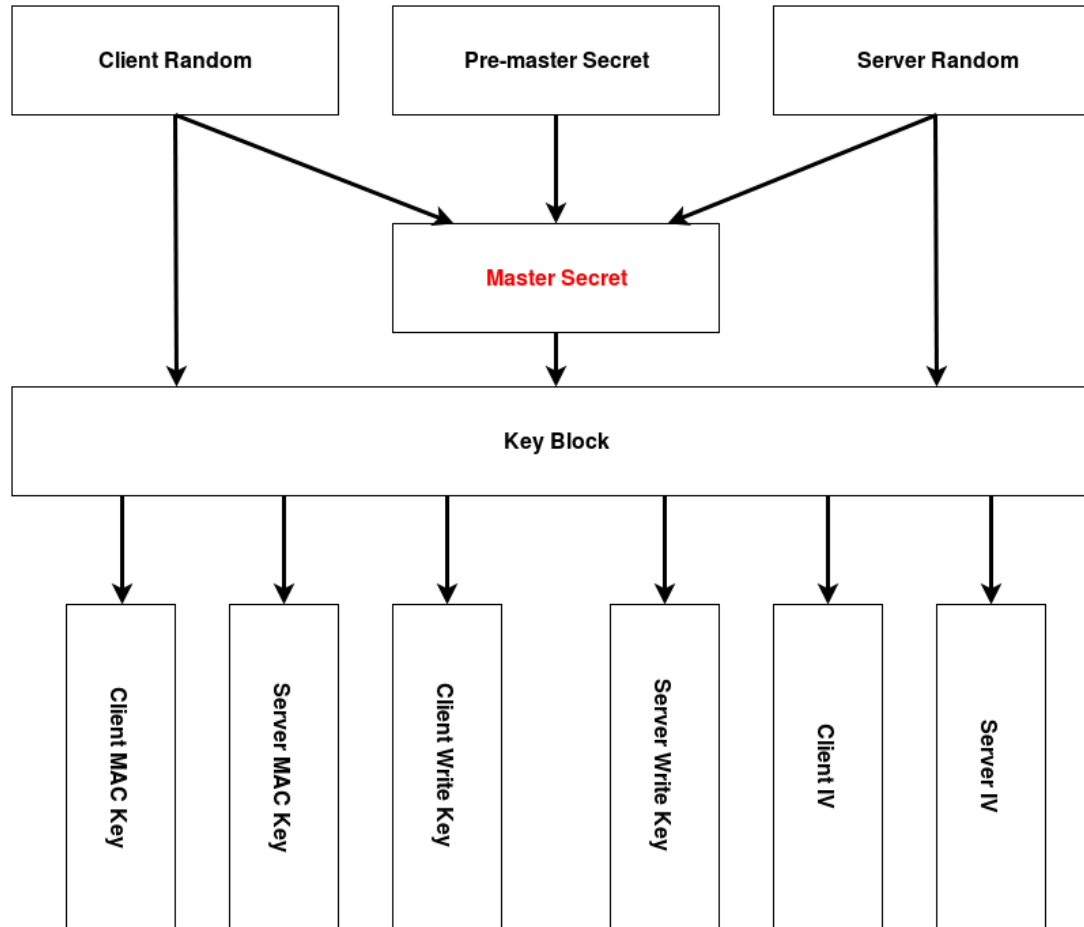 Client Random
Pre-master Secret
Server Random
Master Secret
Key Block
Client MAC Key
Server MAC Key
Client Write Key
Server Write Key
Client IV
Server IV